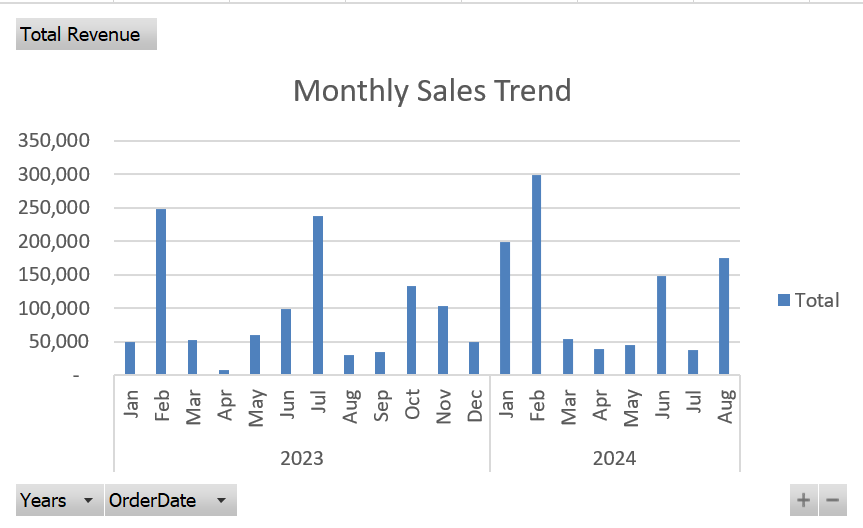 Total Revenue
Monthly Sales Trend
350,000
300,000
250,000
200,000
150,000
100,000
50,000
-
Total
Jan Feb Mar Apr May Jun Jul Aug Sep Oct Nov Dec Jan Feb Mar Apr May Jun Jul Aug
2023 2024
Years OrderDate